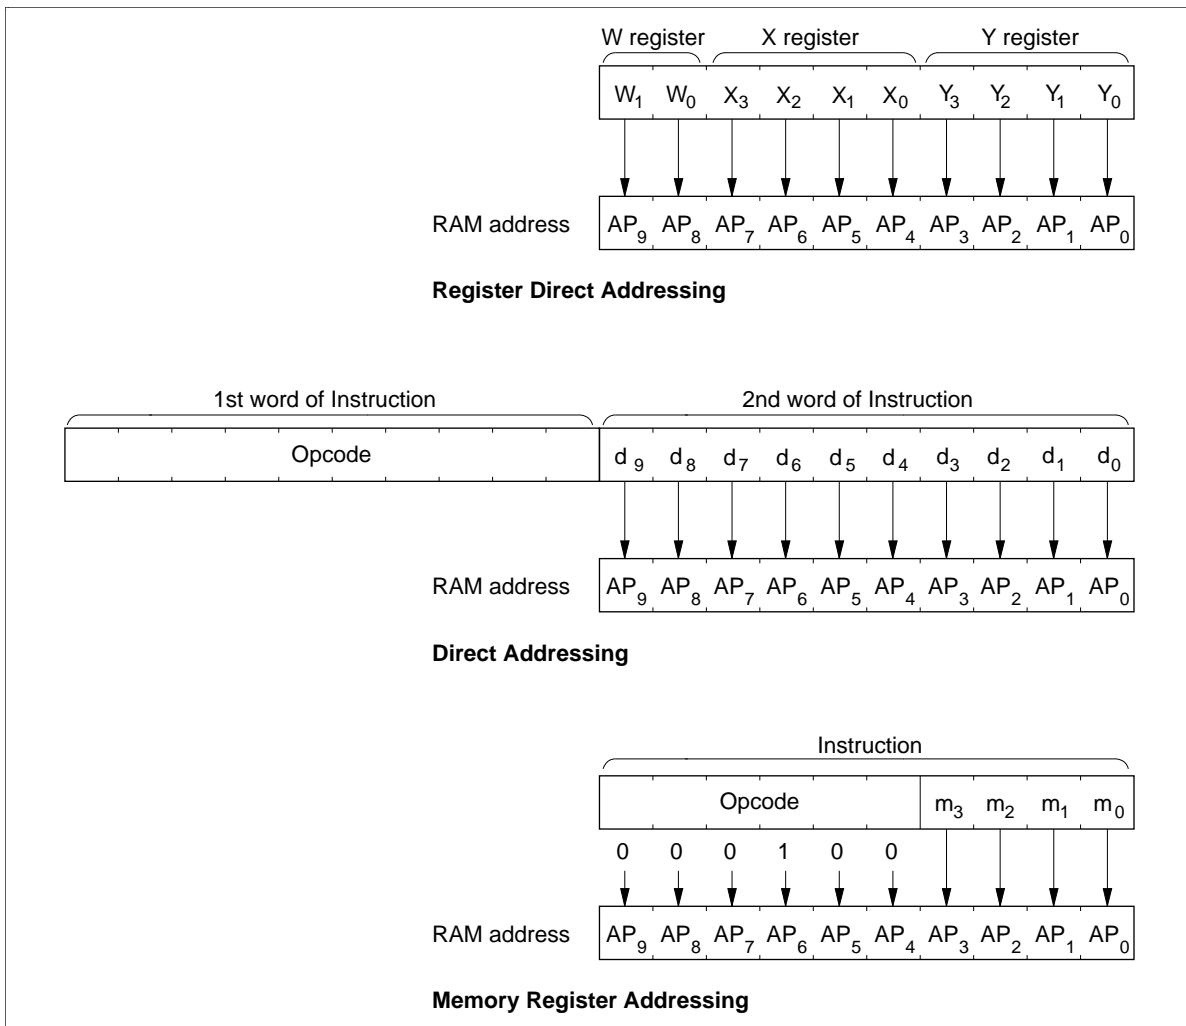 W register X register Y register
W1 W0 X3 X2 X1 X0 Y3 Y2 Y1 Y0
RAM address AP9 AP8 AP7 AP6 AP5 AP4 AP3 AP2 AP1 AP0
Register Direct Addressing
1st word of Instruction 2nd word of Instruction
Opcode d9 d8 d7 d6 d5 d4 d3 d2 d1 d0
RAM address AP9 AP8 AP7 AP6 AP5 AP4 AP3 AP2 AP1 AP0
Direct Addressing
Instruction
Opcode m3 m2 m1 m0
0 0 0 1 0 0
RAM address AP9 AP8 AP7 AP6 AP5 AP4 AP3 AP2 AP1 AP0
Memory Register Addressing